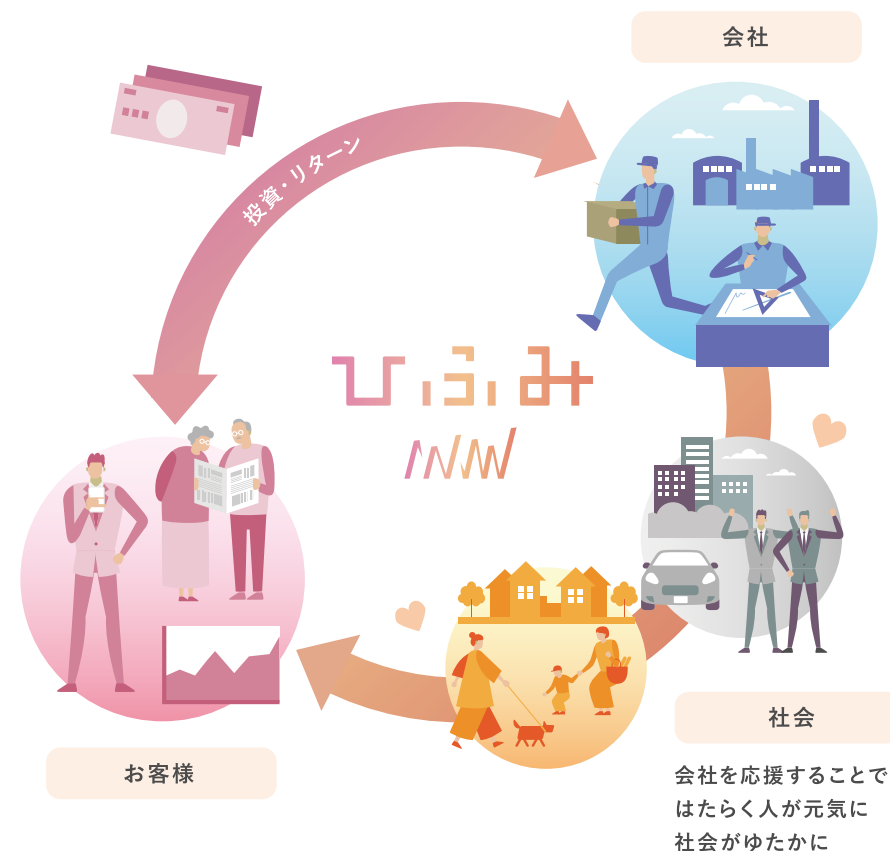 会社
投資・リターン
ひふみ
お客様
社会
会社を応援することで
はたらく人が元気に
社会がゆたかに